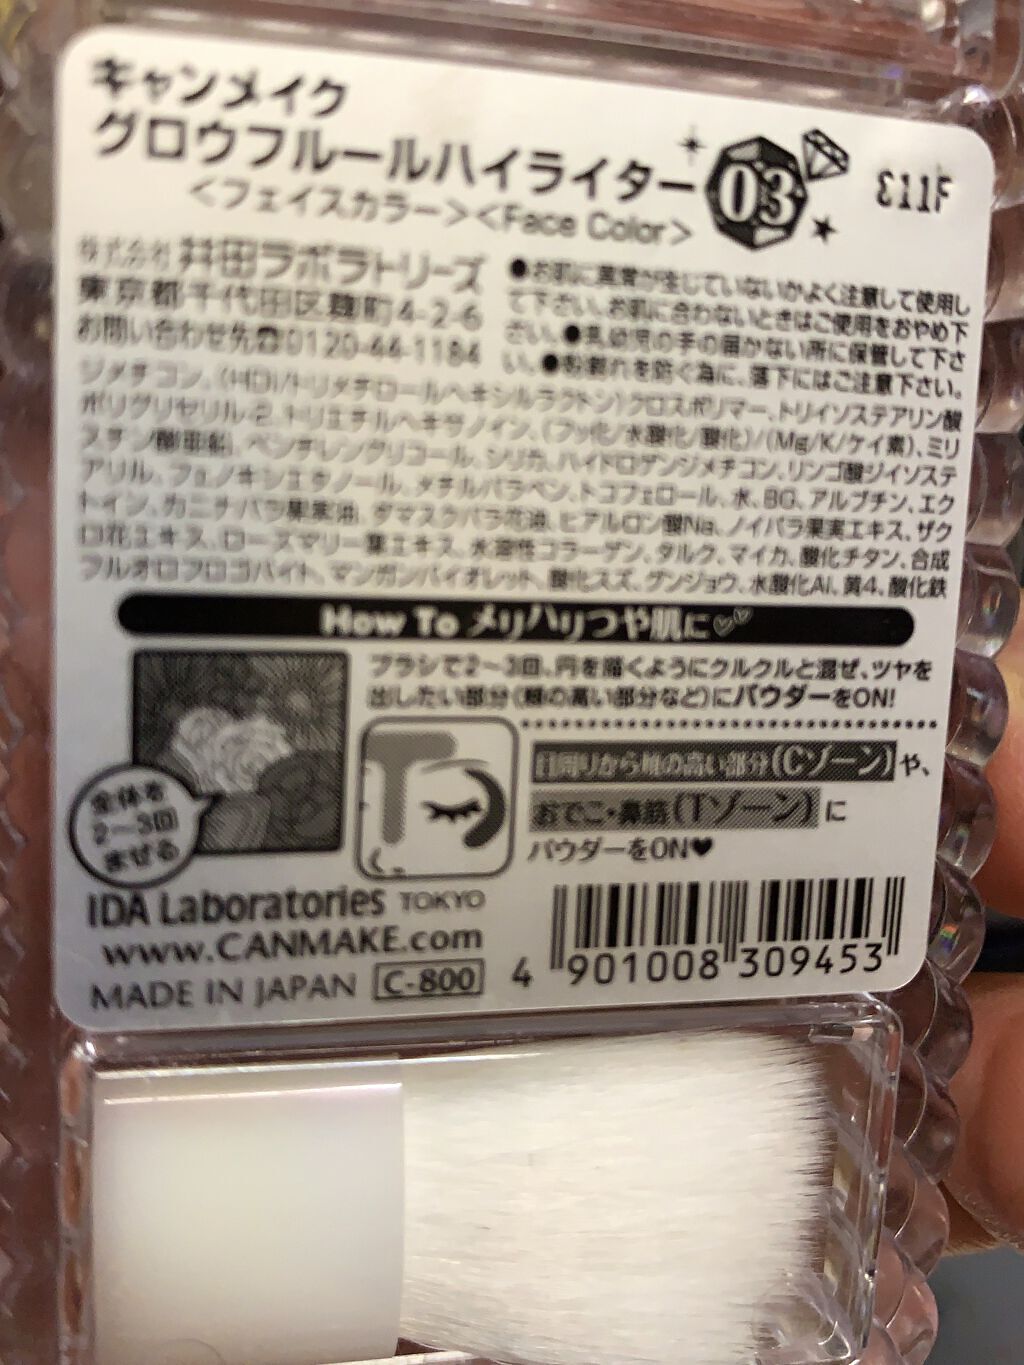 キャンメイク
グロウフルールハイライター 03
<フェイスカラー><Face Color>
株式会社 井田ラボラトリーズ
東京都千代田区麹町4-2-6
お問い合わせ先☎0120-44-1184
●お肌に異常が生じていないかよく注意して使用し
て下さい。お肌に合わないときはご使用をおやめ下
さい。●乳幼児の手の届かない所に保管して下さ
い。●粉割れを防ぐ為に、落下にはご注意下さい。
ジメチコン、(HDI/トリメチロールヘキシルラクトン)クロスポリマー、トリイソステアリン酸
ポリグリセリル-2、トリエチルヘキサノイン、(フッ化/水酸化/酸化)/(Mg/K/ケイ素)、ミリ
スチン酸亜鉛、ペンチレングリコール、シリカ、ハイドロゲンジメチコン、リンゴ酸ジイソステ
アリル、フェノキシエタノール、メチルパラベン、トコフェロール、水、BG、アルブチン、エク
トイン、カニナバラ果実油、ダマスクバラ花油、ヒアルロン酸Na、ノイバラ果実エキス、ザク
ロ花エキス、ローズマリー葉エキス、水溶性コラーゲン、タルク、マイカ、酸化チタン、合成
フルオロフロゴパイト、マンガンバイオレット、酸化スズ、グンジョウ、水酸化Al、黄4、酸化鉄
How To メリハリつや肌に♡♡
ブラシで2～3回、円を描くようにクルクルと混ぜ、ツヤを
出したい部分(頬の高い部分など)にパウダーをON!
全体を
2～3回
まぜる
目周りから頬の高い部分(Cゾーン)や、
おでこ・鼻筋(Tゾーン)に
パウダーをON♥
IDA Laboratories TOKYO
www.CANMAKE.com
MADE IN JAPAN C-800
4 901008 309453